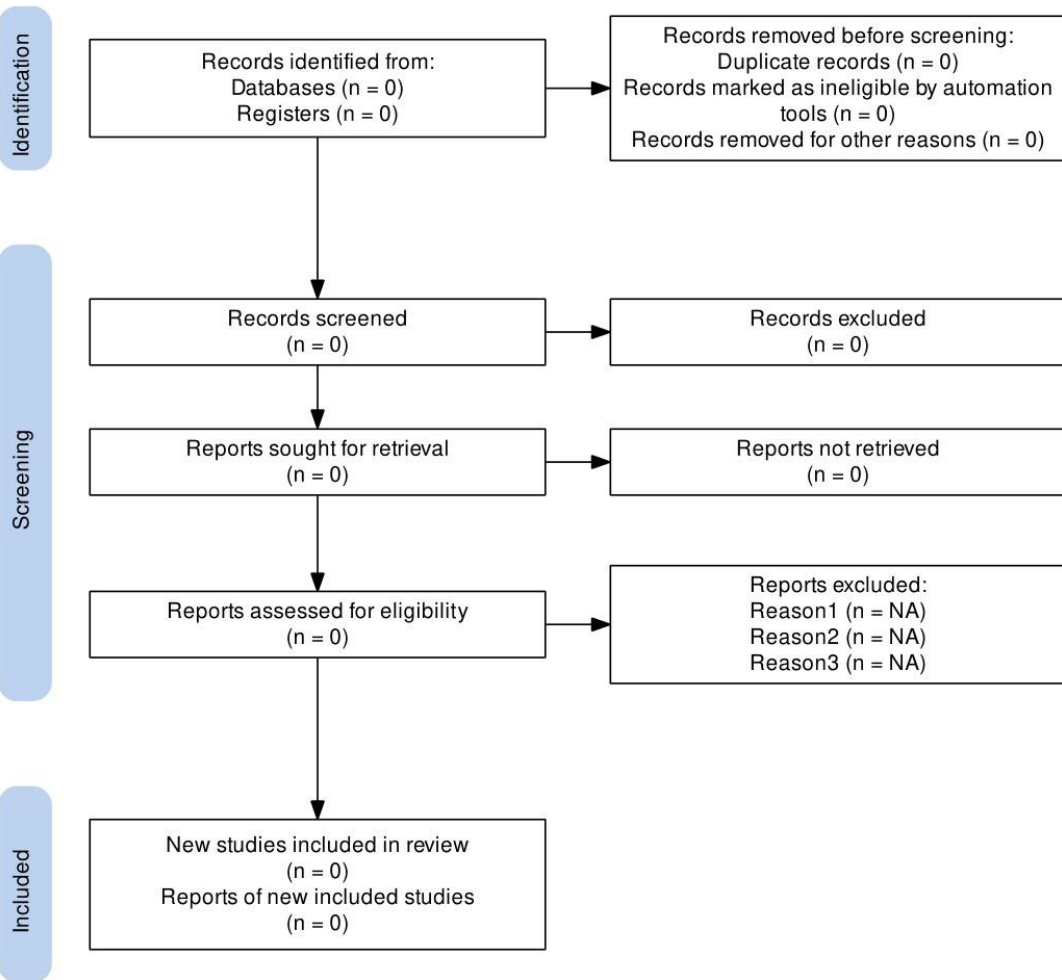 Identification
Records identified from:
Databases (n = 0)
Registers (n = 0)
Records removed before screening:
Duplicate records (n = 0)
Records marked as ineligible by automation
tools (n = 0)
Records removed for other reasons (n = 0)
Screening
Records screened
(n = 0)
Records excluded
(n = 0)
Reports sought for retrieval
(n = 0)
Reports not retrieved
(n = 0)
Reports assessed for eligibility
(n = 0)
Reports excluded:
Reason1 (n = NA)
Reason2 (n = NA)
Reason3 (n = NA)
Included
New studies included in review
(n = 0)
Reports of new included studies
(n = 0)